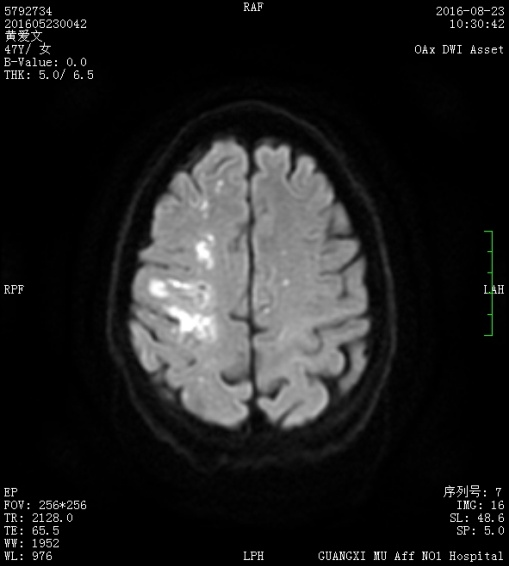 5792734
201605230042
黄爱文
47Y/ 女
B-Value: 0.0
THK: 5.0/ 6.5
RAF
2016-08-23
10:30:42
OAx DWI Asset
RPF
LAH
EP
FOV: 256*256
TR: 2128.0
TE: 65.5
WW: 1952
WL: 976
LPH
序列号: 7
IMG: 16
SL: 48.6
SP: 5.0
GUANGXI MU Aff NO1 Hospital